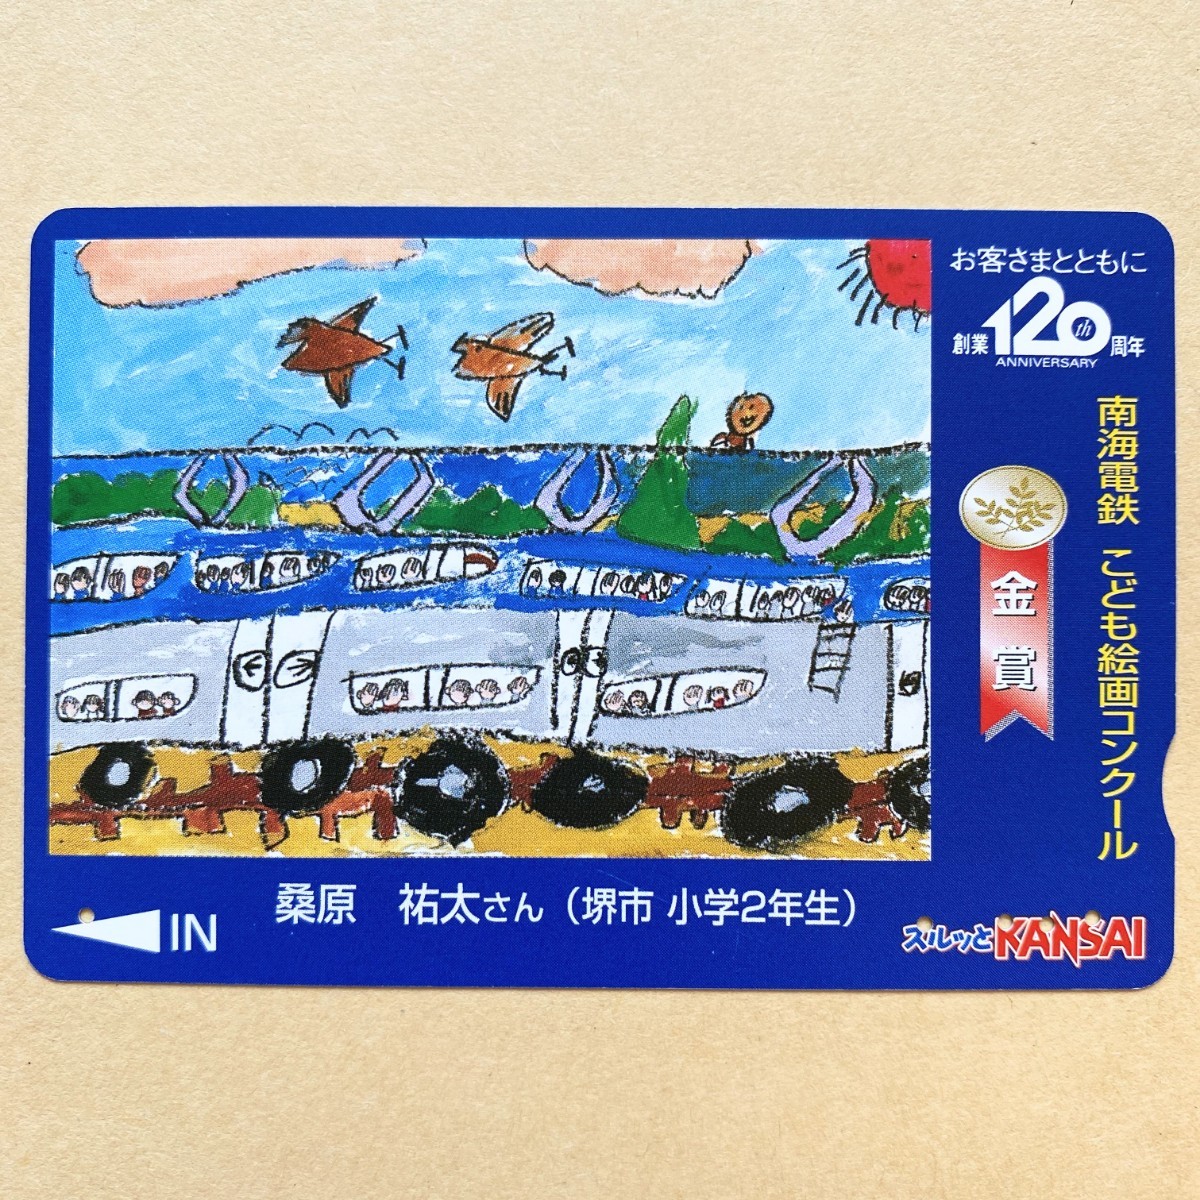 お客さまとともに
創業120th周年
ANNIVERSARY
南海電鉄 こども絵画コンクール
金賞
桑原 祐太さん（堺市 小学2年生）
IN
スルッとKANSAI